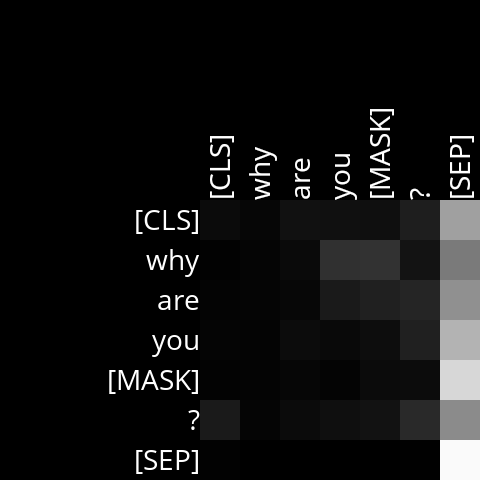 [CLS] why are you [MASK] ? [SEP]
[CLS]
why
are
you
[MASK]
?
[SEP]